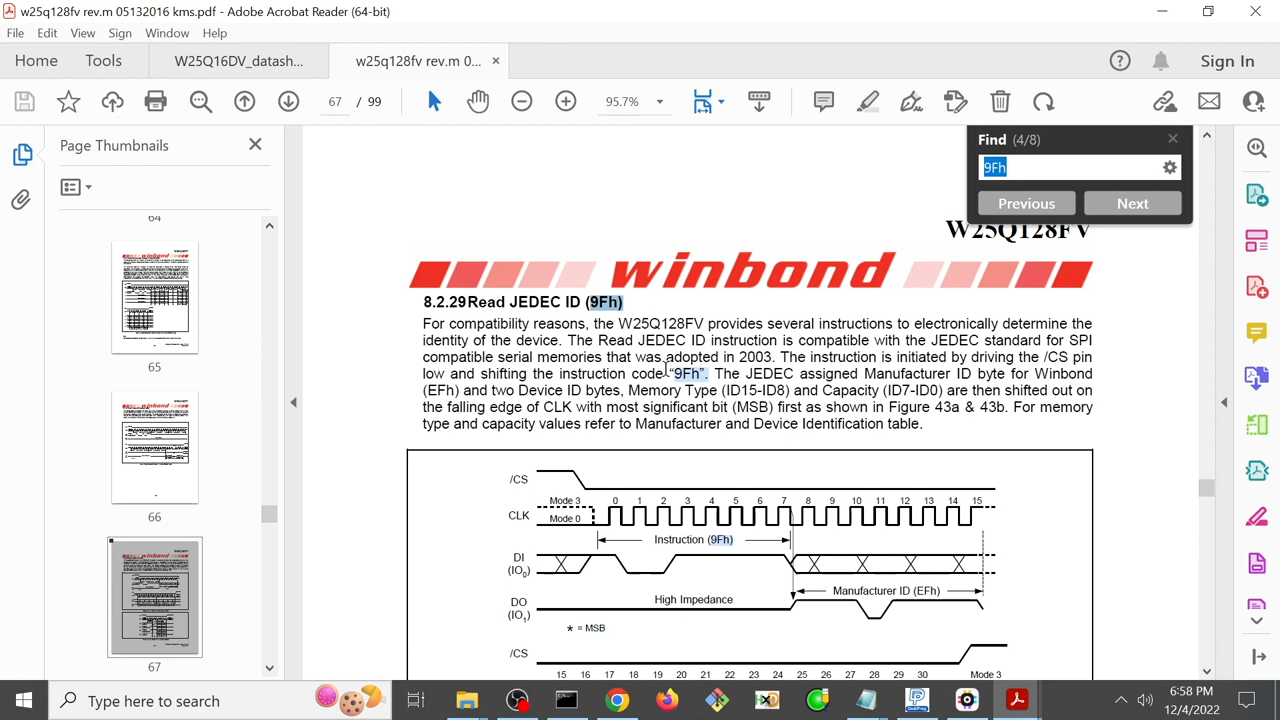 w25q128fv rev.m 05132016 kms.pdf - Adobe Acrobat Reader (64-bit)
File Edit View Sign Window Help
Home Tools W25Q16DV_datash... w25q128fv rev.m 0... × Sign In
67 / 99 95.7%
Page Thumbnails
Find (4/8)
9Fh
Previous Next
64
65
66
67
W25Q128FV
winbond
8.2.29Read JEDEC ID (9Fh)
For compatibility reasons, the W25Q128FV provides several instructions to electronically determine the
identity of the device. The Read JEDEC ID instruction is compatible with the JEDEC standard for SPI
compatible serial memories that was adopted in 2003. The instruction is initiated by driving the /CS pin
low and shifting the instruction code “9Fh”. The JEDEC assigned Manufacturer ID byte for Winbond
(EFh) and two Device ID bytes, Memory Type (ID15-ID8) and Capacity (ID7-ID0) are then shifted out on
the falling edge of CLK with most significant bit (MSB) first as shown in Figure 43a & 43b. For memory
type and capacity values refer to Manufacturer and Device Identification table.
/CS
Mode 3 0 1 2 3 4 5 6 7 8 9 10 11 12 13 14 15
CLK Mode 0
Instruction (9Fh)
DI
(IO0)
Manufacturer ID (EFh)
DO High Impedance
(IO1)
* = MSB
/CS
15 16 17 18 19 20 21 22 23 24 25 26 27 28 29 30 Mode 3
Type here to search
6:58 PM
12/4/2022